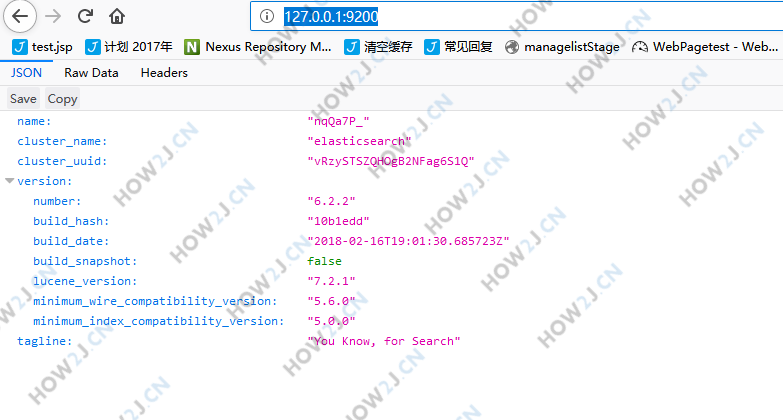 127.0.0.1:9200
test.jsp 计划 2017年 Nexus Repository M... 清空缓存 常见回复 managelistStage WebPagetest - Web...
JSON Raw Data Headers
Save Copy
name: "nqQa7P_"
cluster_name: "elasticsearch"
cluster_uuid: "vRzySTSZQHOgB2NFag6S1Q"
version:
number: "6.2.2"
build_hash: "10b1edd"
build_date: "2018-02-16T19:01:30.685723Z"
build_snapshot: false
lucene_version: "7.2.1"
minimum_wire_compatibility_version: "5.6.0"
minimum_index_compatibility_version: "5.0.0"
tagline: "You Know, for Search"
HOW2J.CN
HOW2J.CN
HOW2J.CN
HOW2J.CN
HOW2J.CN
HOW2J.CN
HOW2J.CN
HOW2J.CN
HOW2J.CN
HOW2J.CN
HOW2J.CN
HOW2J.CN
HOW2J.CN